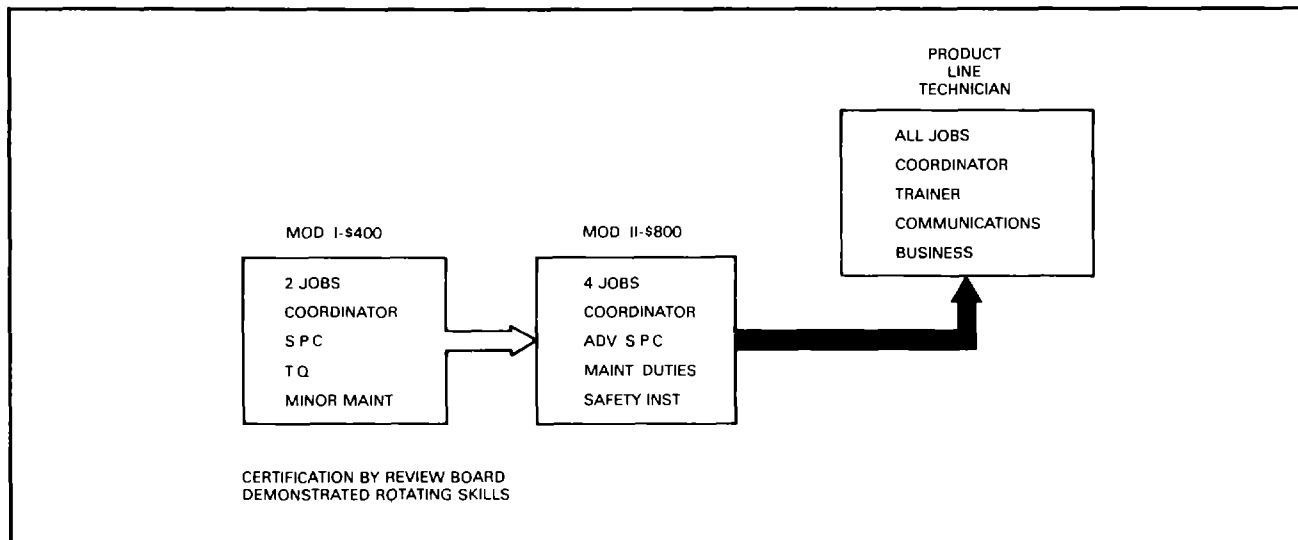 PRODUCT
LINE
TECHNICIAN
ALL JOBS
COORDINATOR
TRAINER
COMMUNICATIONS
BUSINESS
MOD I-$400
2 JOBS
COORDINATOR
S P C
T Q
MINOR MAINT
MOD II-$800
4 JOBS
COORDINATOR
ADV S P C
MAINT DUTIES
SAFETY INST
CERTIFICATION BY REVIEW BOARD
DEMONSTRATED ROTATING SKILLS